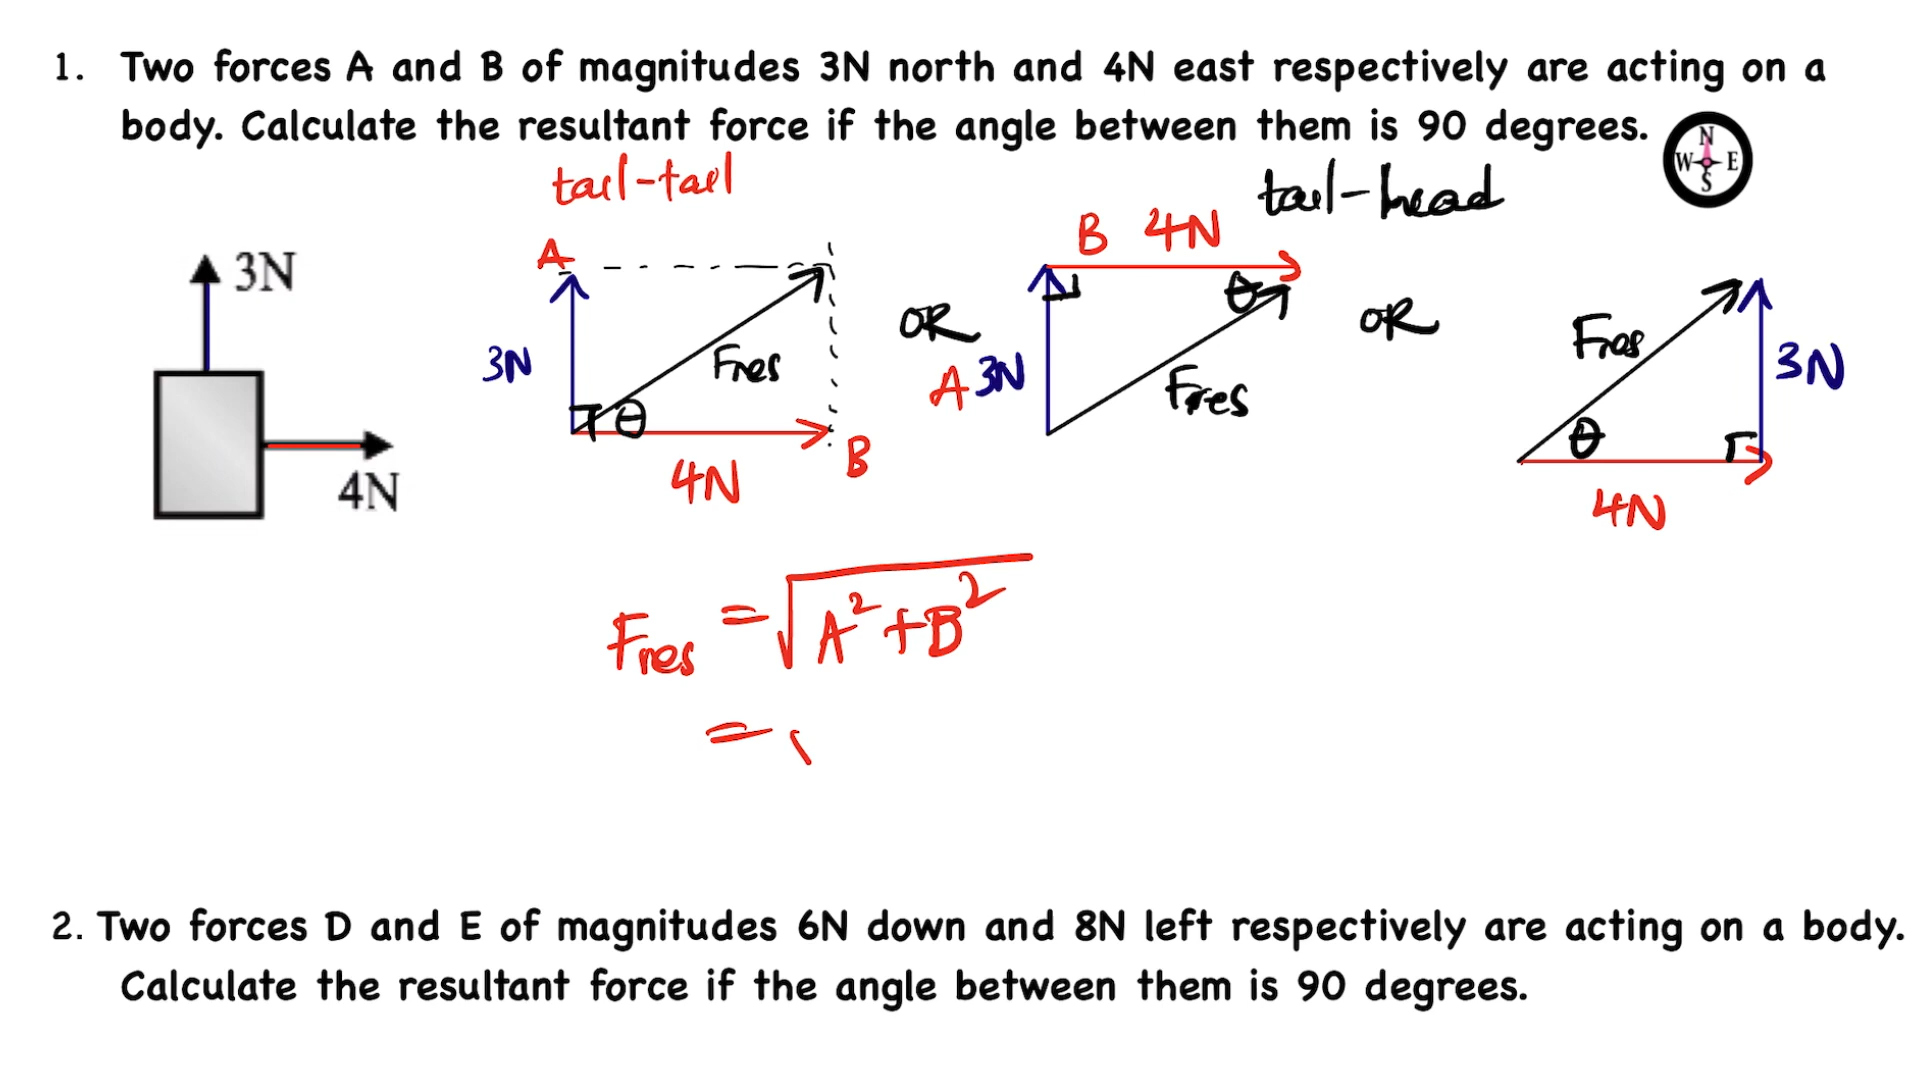 1. Two forces A and B of magnitudes 3N north and 4N east respectively are acting on a
body. Calculate the resultant force if the angle between them is 90 degrees.
N
W E
S
tail-tail
tail-head
3N
4N
A
3N
Fres
θ
4N
B
OR
B 4N
θ
A 3N
Fres
OR
Fres
3N
θ
4N
Fres = √A²+B²
=
2. Two forces D and E of magnitudes 6N down and 8N left respectively are acting on a body.
Calculate the resultant force if the angle between them is 90 degrees.